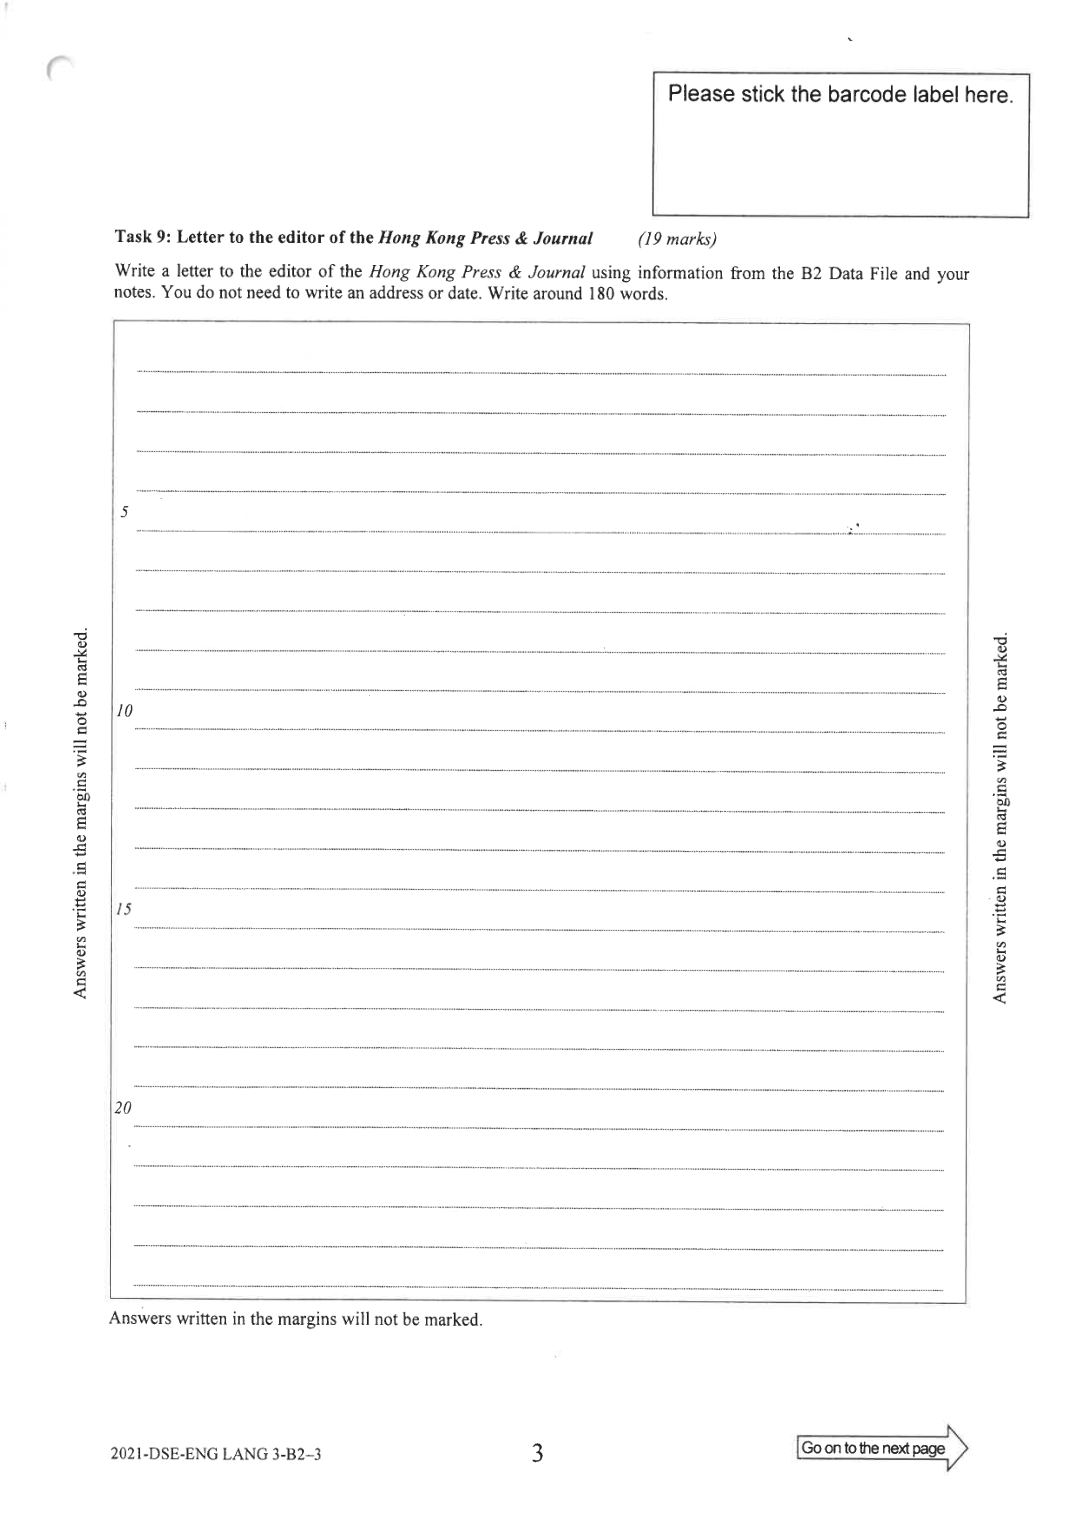 Please stick the barcode label here.
Task 9: Letter to the editor of the Hong Kong Press & Journal (19 marks)
Write a letter to the editor of the Hong Kong Press & Journal using information from the B2 Data File and your
notes. You do not need to write an address or date. Write around 180 words.
5
10
15
20
Answers written in the margins will not be marked.
Answers written in the margins will not be marked.
Answers written in the margins will not be marked.
2021-DSE-ENG LANG 3-B2–3
3
Go on to the next page